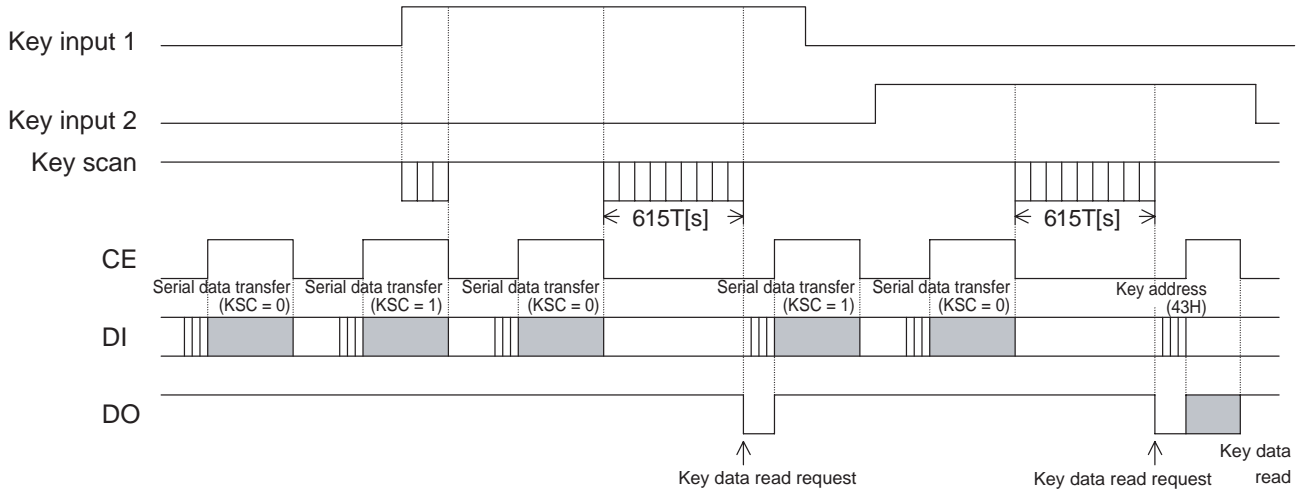 Key input 1
Key input 2
Key scan
615T[s]
615T[s]
CE
Serial data transfer
(KSC = 0)
Serial data transfer
(KSC = 1)
Serial data transfer
(KSC = 0)
Serial data transfer
(KSC = 1)
Serial data transfer
(KSC = 0)
Key address
(43H)
DI
DO
Key data read request
Key data read request
Key data
read